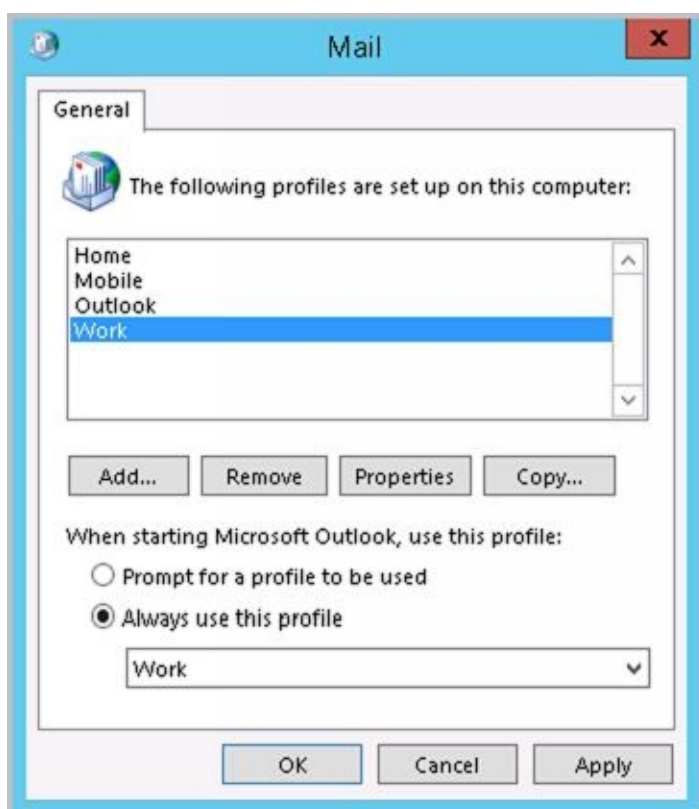 Mail
General
The following profiles are set up on this computer:
Home
Mobile
Outlook
Work
Add... Remove Properties Copy...
When starting Microsoft Outlook, use this profile:
Prompt for a profile to be used
Always use this profile
Work
OK Cancel Apply